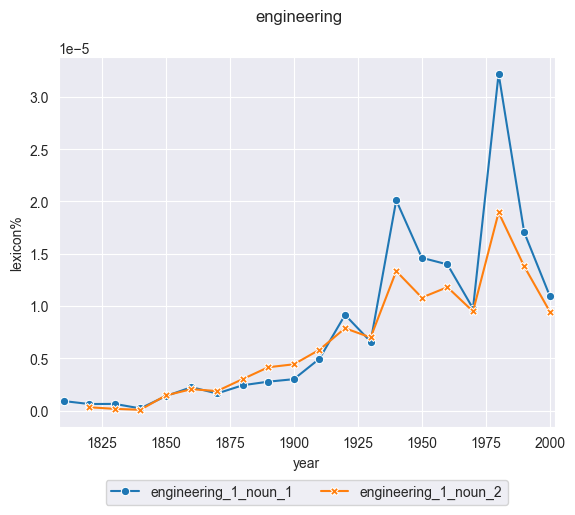 engineering
1e−5
3.0
2.5
2.0
1.5
1.0
0.5
0.0
lexicon%
1825 1850 1875 1900 1925 1950 1975 2000
year
engineering_1_noun_1 engineering_1_noun_2